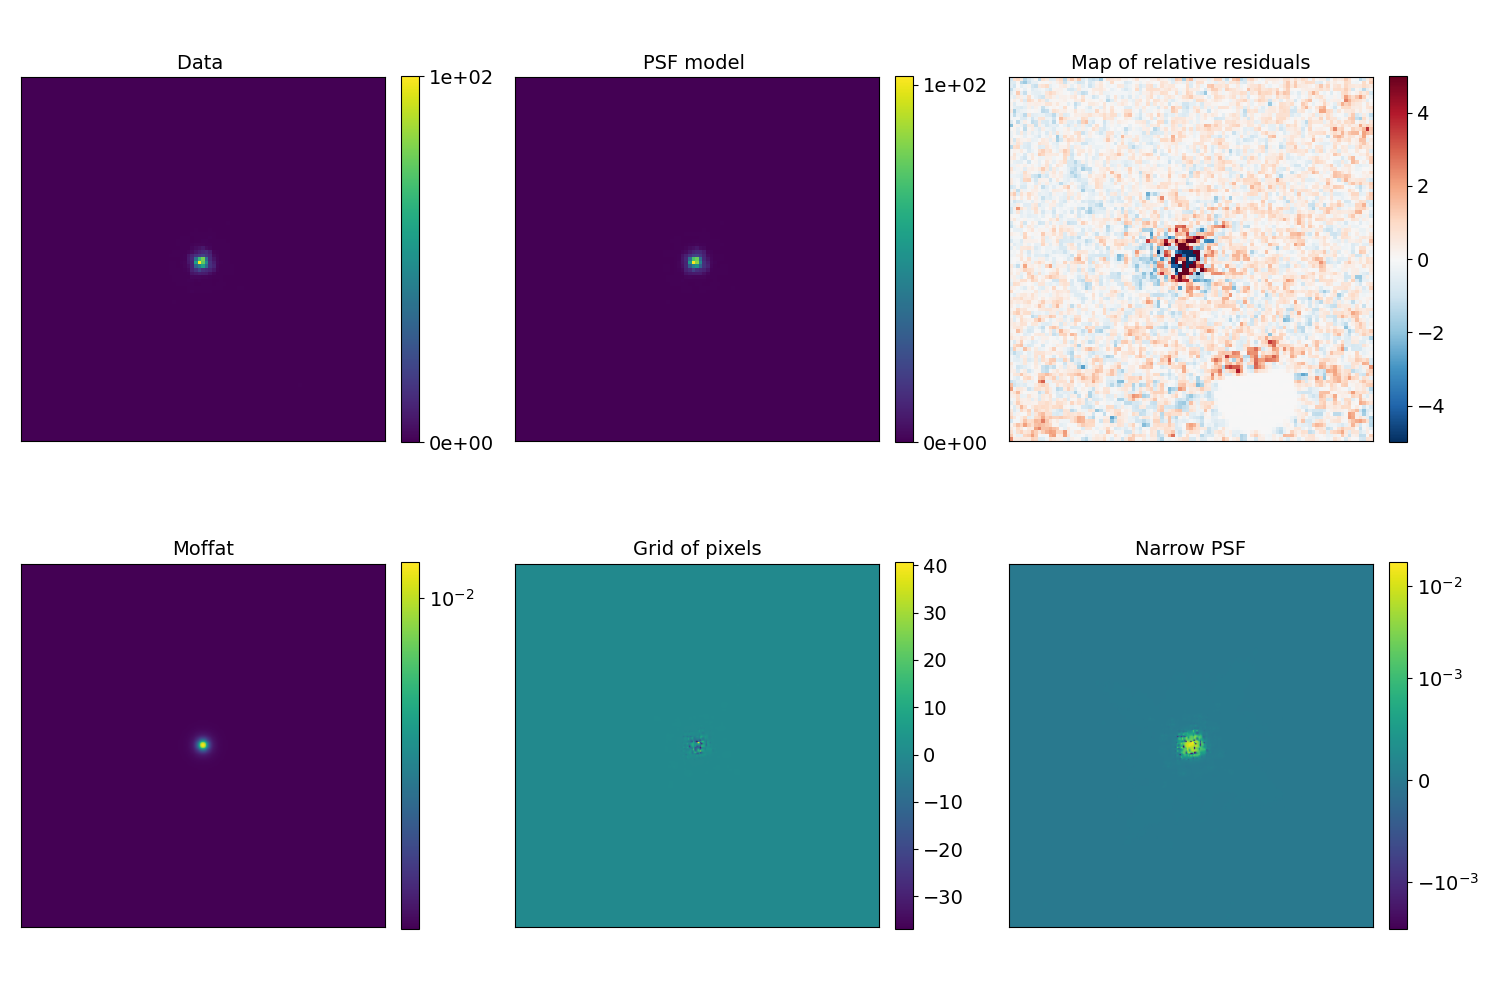 Data
PSF model
Map of relative residuals
1e+02
0e+00
1e+02
0e+00
4
2
0
−2
−4
Moffat
Grid of pixels
Narrow PSF
10⁻²
40
30
20
10
0
−10
−20
−30
10⁻²
10⁻³
0
−10⁻³